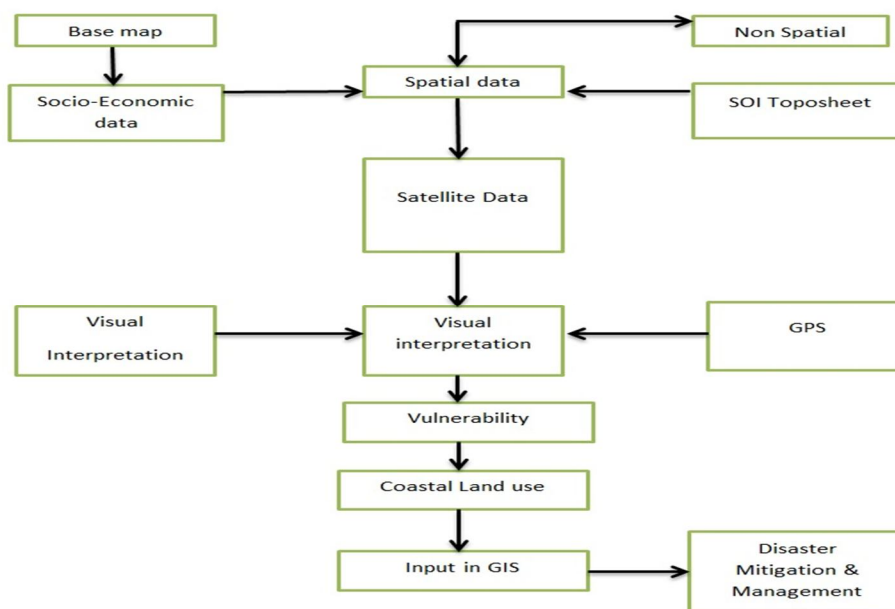 Base map
Non Spatial
Spatial data
Socio-Economic
data
SOI Toposheet
Satellite Data
Visual
Interpretation
Visual
interpretation
GPS
Vulnerability
Coastal Land use
Input in GIS
Disaster
Mitigation &
Management